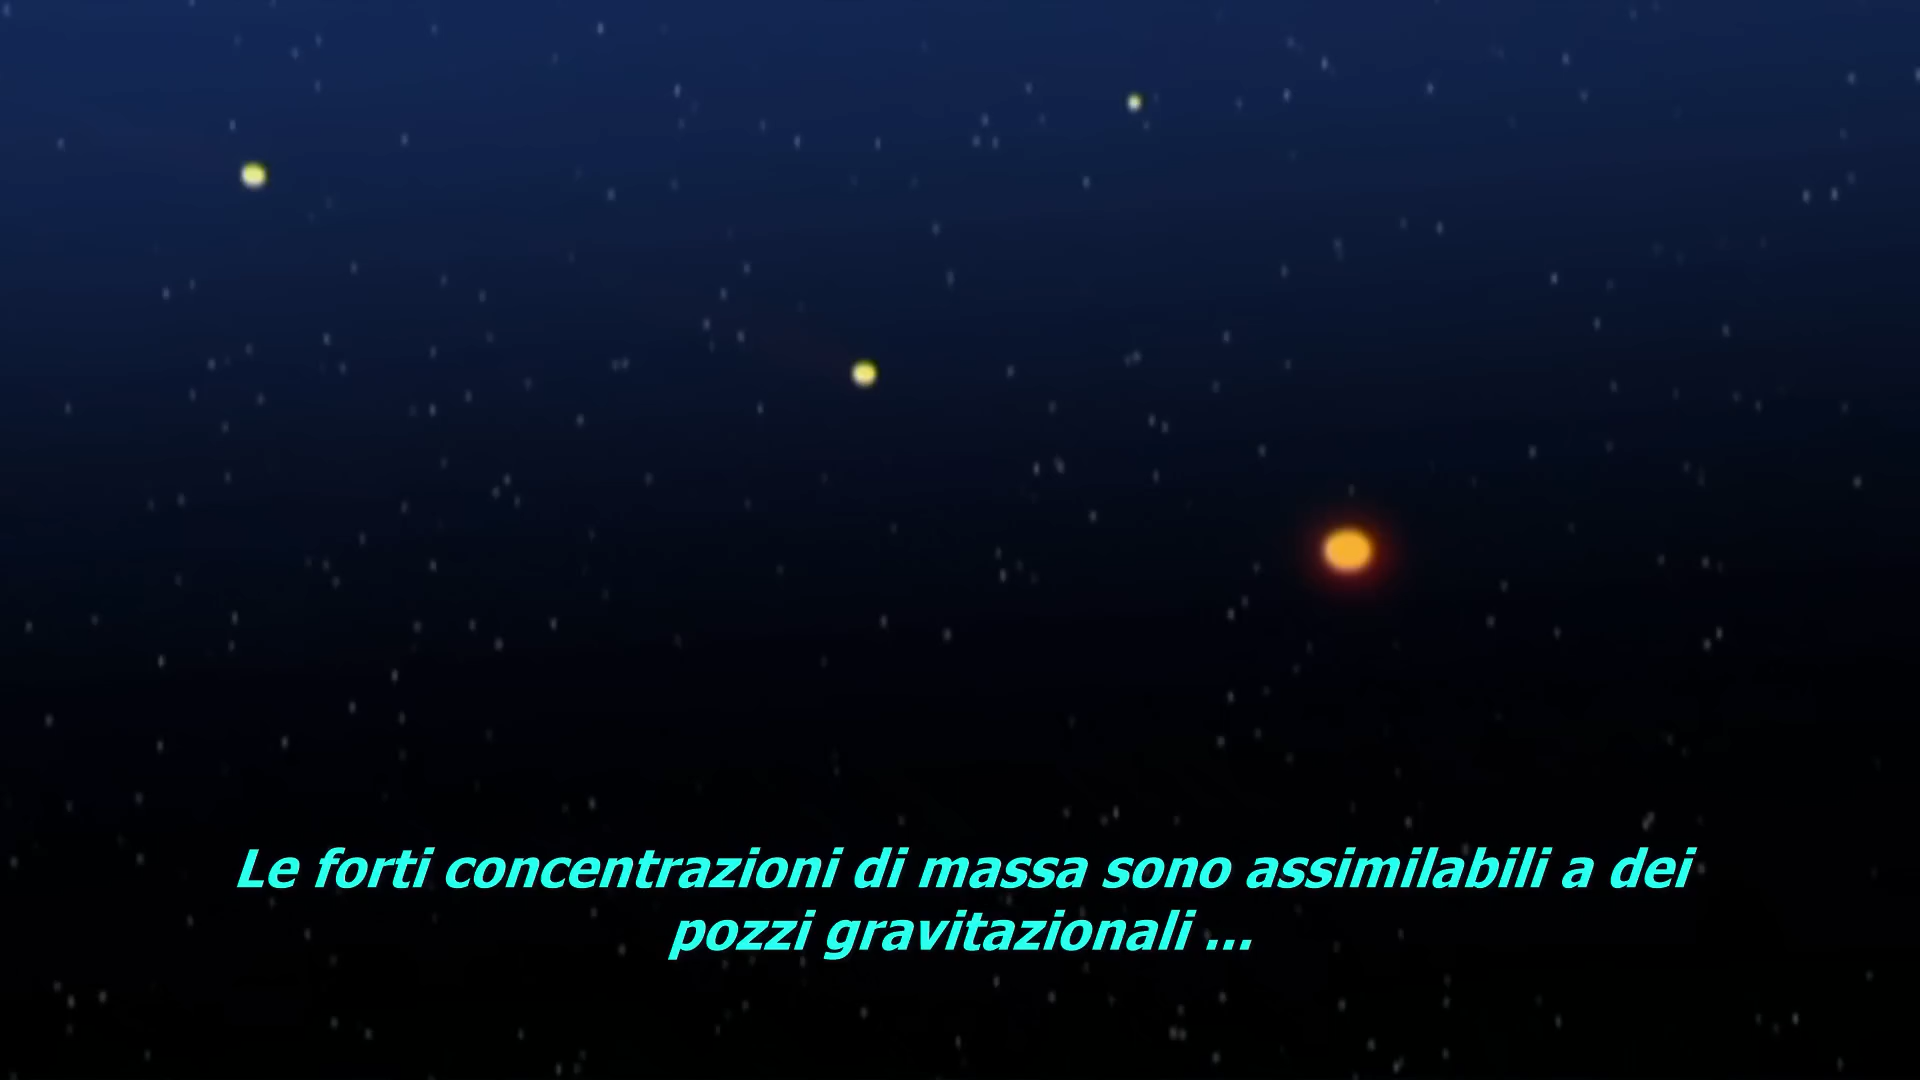 Le forti concentrazioni di massa sono assimilabili a dei
pozzi gravitazionali ...